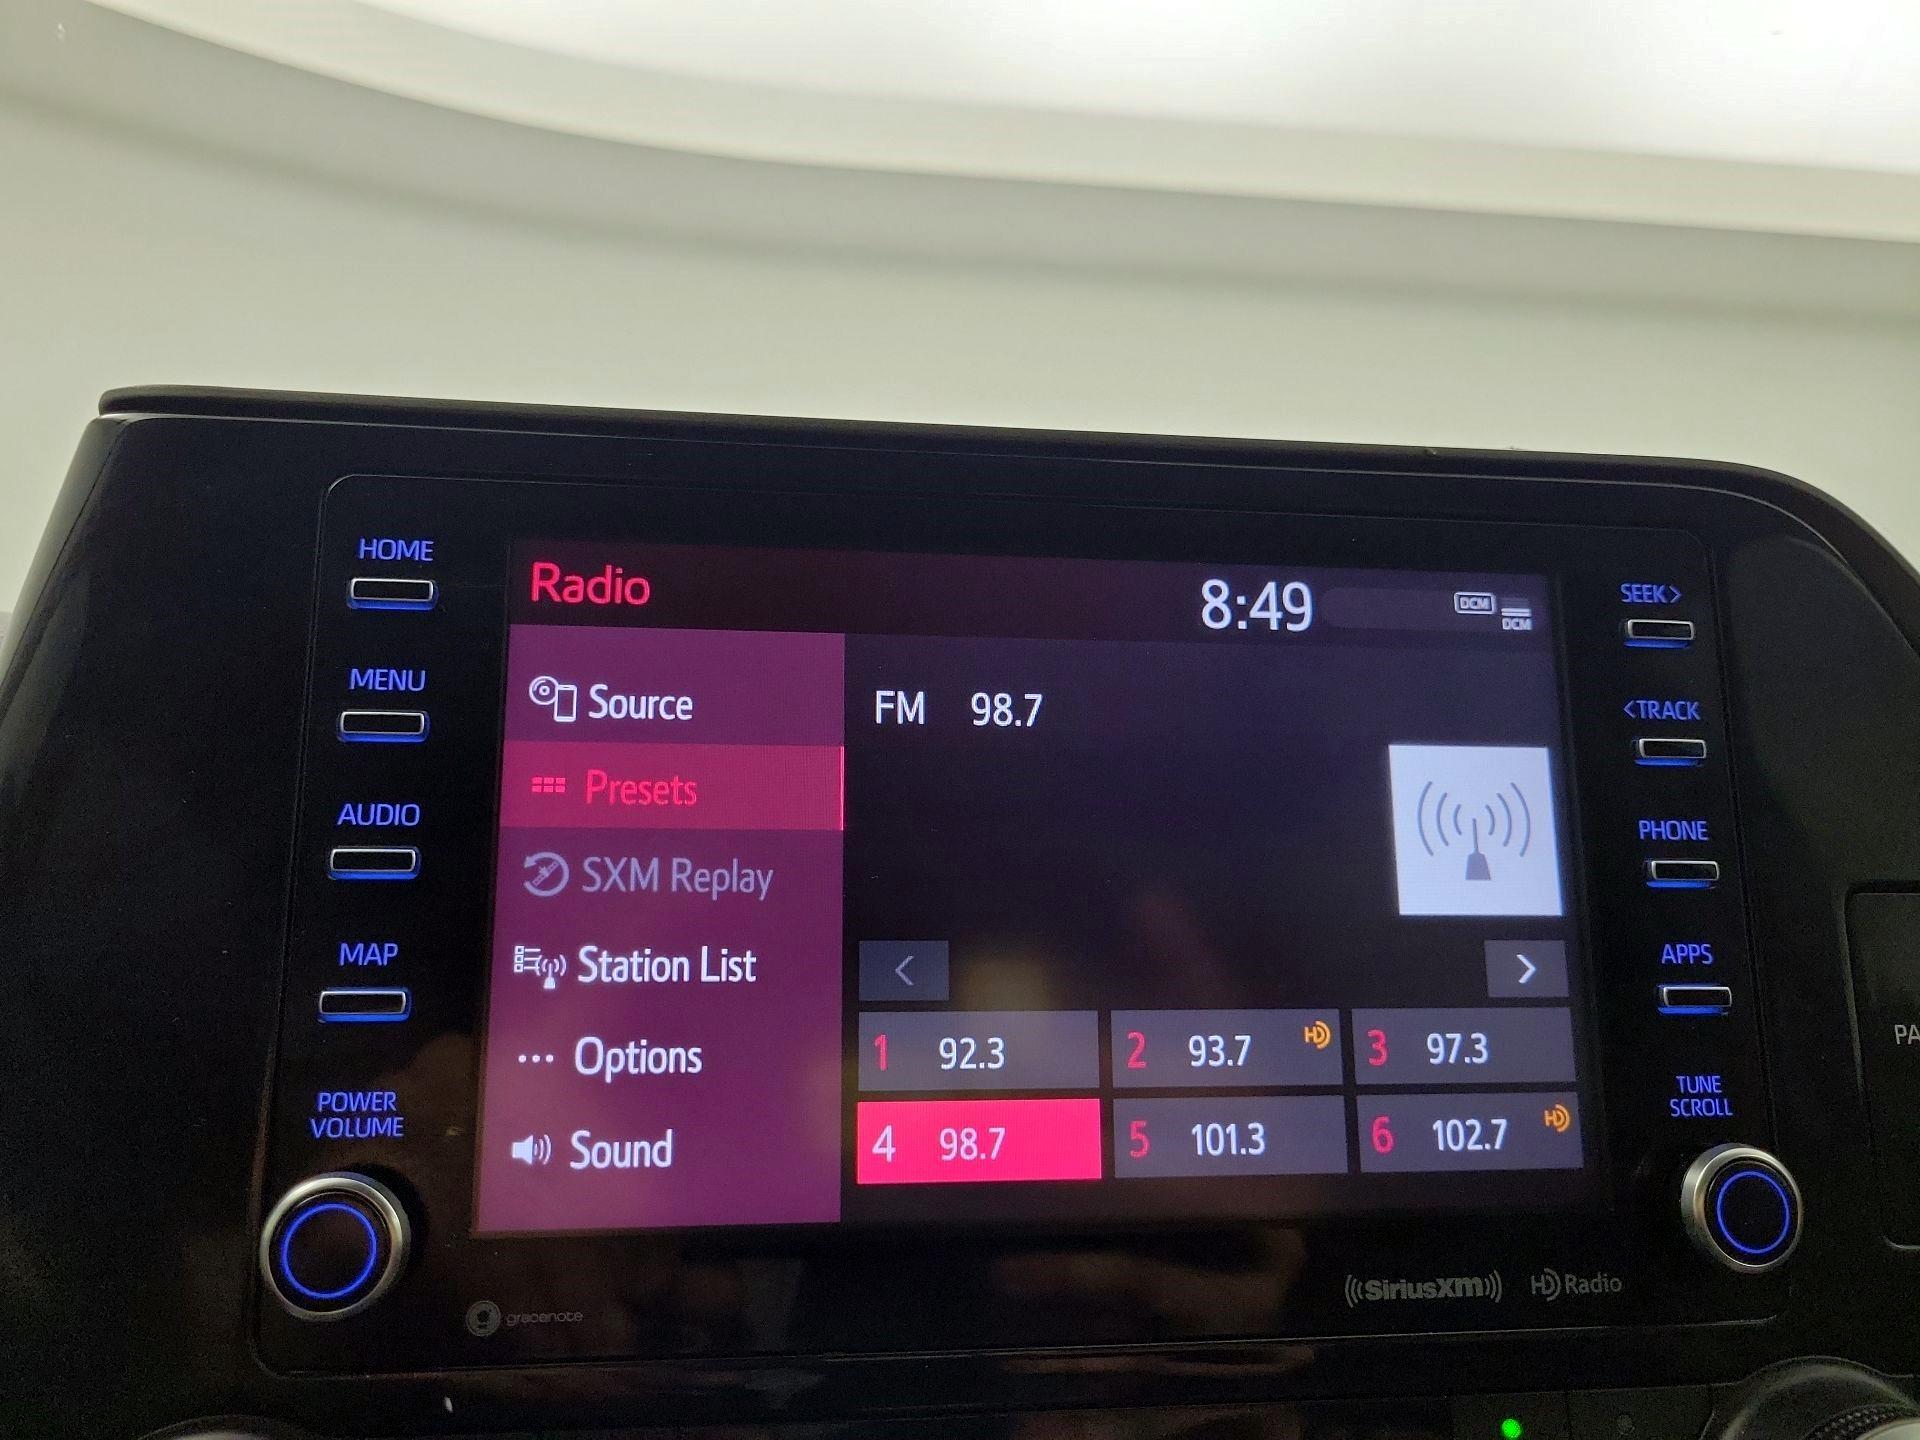 HOME
MENU
AUDIO
MAP
POWER
VOLUME
Radio
8:49
DCM
DCM
Source
Presets
SXM Replay
Station List
Options
Sound
FM 98.7
<
>
1 92.3
2 93.7 HD
3 97.3
4 98.7
5 101.3
6 102.7 HD
SEEK>
<TRACK
PHONE
APPS
TUNE
SCROLL
gracenote
((SiriusXM))
HD Radio
PA